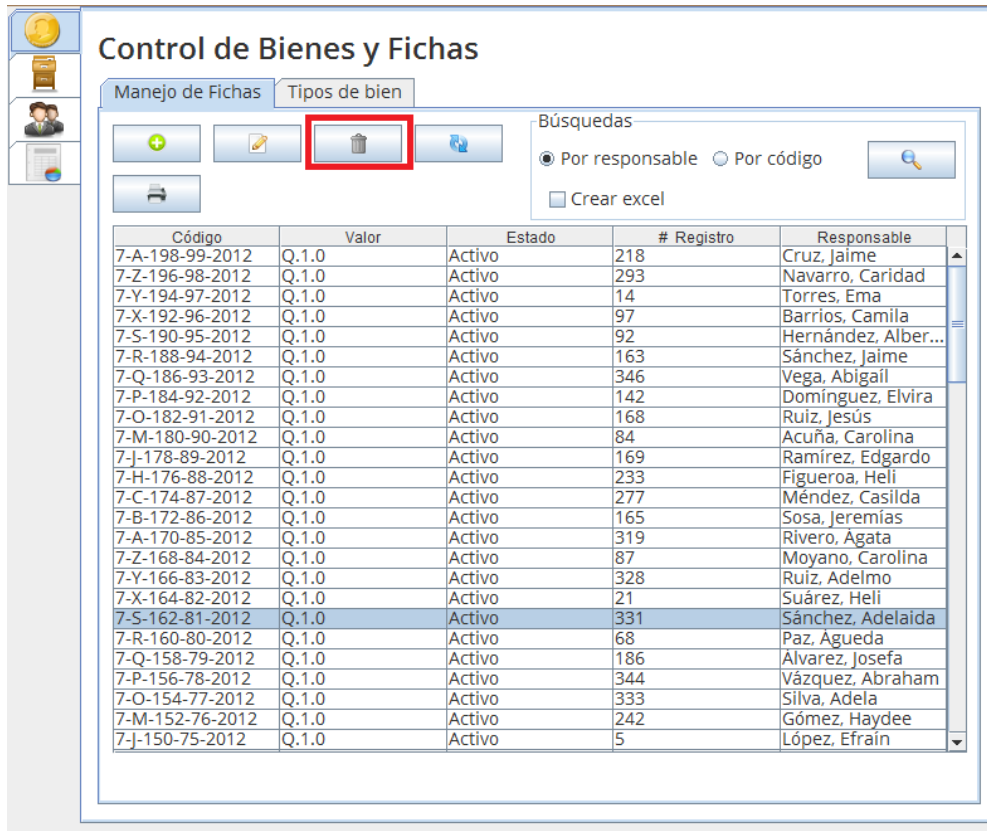 Control de Bienes y Fichas
Manejo de Fichas Tipos de bien
Búsquedas
Por responsable Por código
Crear excel
Código Valor Estado # Registro Responsable
7-A-198-99-2012 Q.1.0 Activo 218 Cruz, Jaime
7-Z-196-98-2012 Q.1.0 Activo 293 Navarro, Caridad
7-Y-194-97-2012 Q.1.0 Activo 14 Torres, Ema
7-X-192-96-2012 Q.1.0 Activo 97 Barrios, Camila
7-S-190-95-2012 Q.1.0 Activo 92 Hernández, Alber...
7-R-188-94-2012 Q.1.0 Activo 163 Sánchez, Jaime
7-Q-186-93-2012 Q.1.0 Activo 346 Vega, Abigaíl
7-P-184-92-2012 Q.1.0 Activo 142 Domínguez, Elvira
7-O-182-91-2012 Q.1.0 Activo 168 Ruiz, Jesús
7-M-180-90-2012 Q.1.0 Activo 84 Acuña, Carolina
7-J-178-89-2012 Q.1.0 Activo 169 Ramírez, Edgardo
7-H-176-88-2012 Q.1.0 Activo 233 Figueroa, Heli
7-C-174-87-2012 Q.1.0 Activo 277 Méndez, Casilda
7-B-172-86-2012 Q.1.0 Activo 165 Sosa, Jeremías
7-A-170-85-2012 Q.1.0 Activo 319 Rivero, Ágata
7-Z-168-84-2012 Q.1.0 Activo 87 Moyano, Carolina
7-Y-166-83-2012 Q.1.0 Activo 328 Ruiz, Adelmo
7-X-164-82-2012 Q.1.0 Activo 21 Suárez, Heli
7-S-162-81-2012 Q.1.0 Activo 331 Sánchez, Adelaida
7-R-160-80-2012 Q.1.0 Activo 68 Paz, Águeda
7-Q-158-79-2012 Q.1.0 Activo 186 Álvarez, Josefa
7-P-156-78-2012 Q.1.0 Activo 344 Vázquez, Abraham
7-O-154-77-2012 Q.1.0 Activo 333 Silva, Adela
7-M-152-76-2012 Q.1.0 Activo 242 Gómez, Haydee
7-J-150-75-2012 Q.1.0 Activo 5 López, Efraín